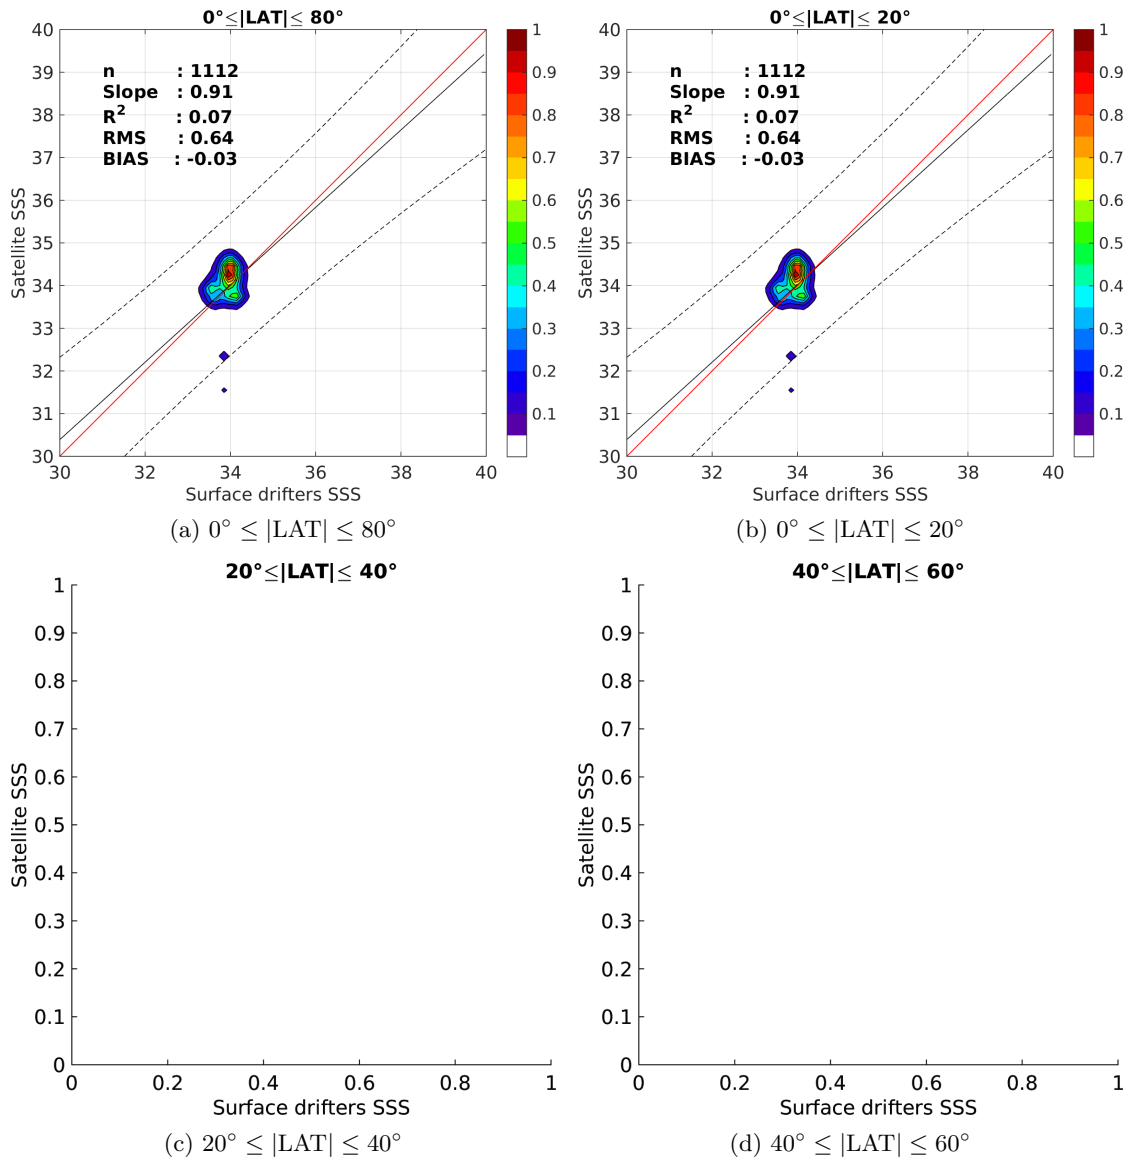 0°≤|LAT|≤ 80°
40
39
38
37
36
35
34
33
32
31
30
n : 1112
Slope : 0.91
R2 : 0.07
RMS : 0.64
BIAS : -0.03
1
0.9
0.8
0.7
0.6
0.5
0.4
0.3
0.2
0.1
30 32 34 36 38 40
Surface drifters SSS
Satellite SSS
(a) 0° ≤ |LAT| ≤ 80°
0°≤|LAT|≤ 20°
40
39
38
37
36
35
34
33
32
31
30
n : 1112
Slope : 0.91
R2 : 0.07
RMS : 0.64
BIAS : -0.03
1
0.9
0.8
0.7
0.6
0.5
0.4
0.3
0.2
0.1
30 32 34 36 38 40
Surface drifters SSS
Satellite SSS
(b) 0° ≤ |LAT| ≤ 20°
20°≤|LAT|≤ 40°
1
0.9
0.8
0.7
0.6
0.5
0.4
0.3
0.2
0.1
0
0 0.2 0.4 0.6 0.8 1
Surface drifters SSS
Satellite SSS
(c) 20° ≤ |LAT| ≤ 40°
40°≤|LAT|≤ 60°
1
0.9
0.8
0.7
0.6
0.5
0.4
0.3
0.2
0.1
0
0 0.2 0.4 0.6 0.8 1
Surface drifters SSS
Satellite SSS
(d) 40° ≤ |LAT| ≤ 60°